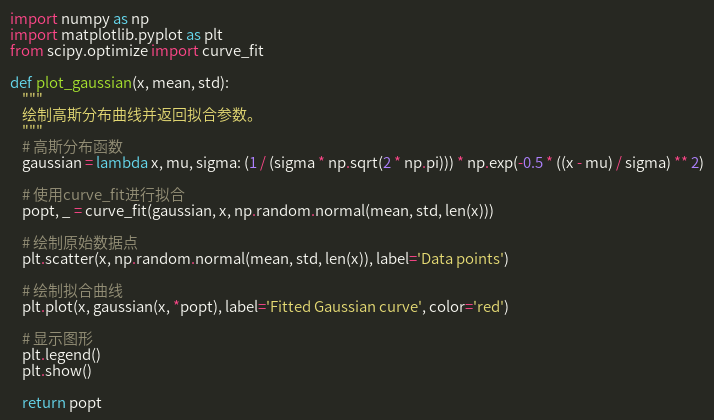 import numpy as np
import matplotlib.pyplot as plt
from scipy.optimize import curve_fit

def plot_gaussian(x, mean, std):
    """
    绘制高斯分布曲线并返回拟合参数。
    """
    # 高斯分布函数
    gaussian = lambda x, mu, sigma: (1 / (sigma * np.sqrt(2 * np.pi))) * np.exp(-0.5 * ((x - mu) / sigma) ** 2)

    # 使用curve_fit进行拟合
    popt, _ = curve_fit(gaussian, x, np.random.normal(mean, std, len(x)))

    # 绘制原始数据点
    plt.scatter(x, np.random.normal(mean, std, len(x)), label='Data points')

    # 绘制拟合曲线
    plt.plot(x, gaussian(x, *popt), label='Fitted Gaussian curve', color='red')

    # 显示图形
    plt.legend()
    plt.show()

    return popt